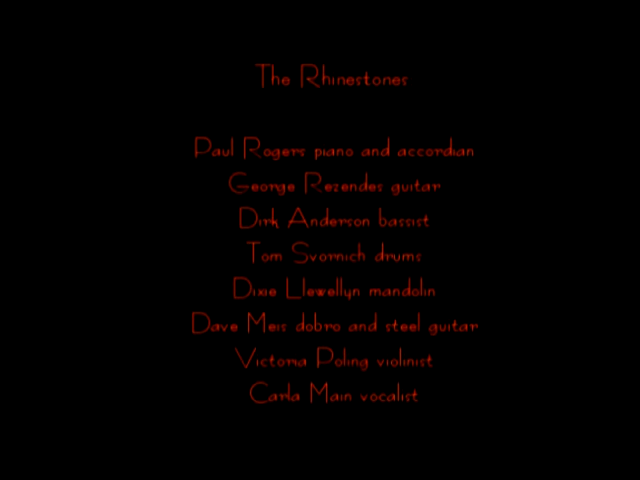 The Rhinestones
Paul Rogers piano and accordian
George Rezendes guitar
Dirk Anderson bassist
Tom Svornich drums
Dixie Llewellyn mandolin
Dave Meis dobro and steel guitar
Victoria Poling violinist
Carla Main vocalist